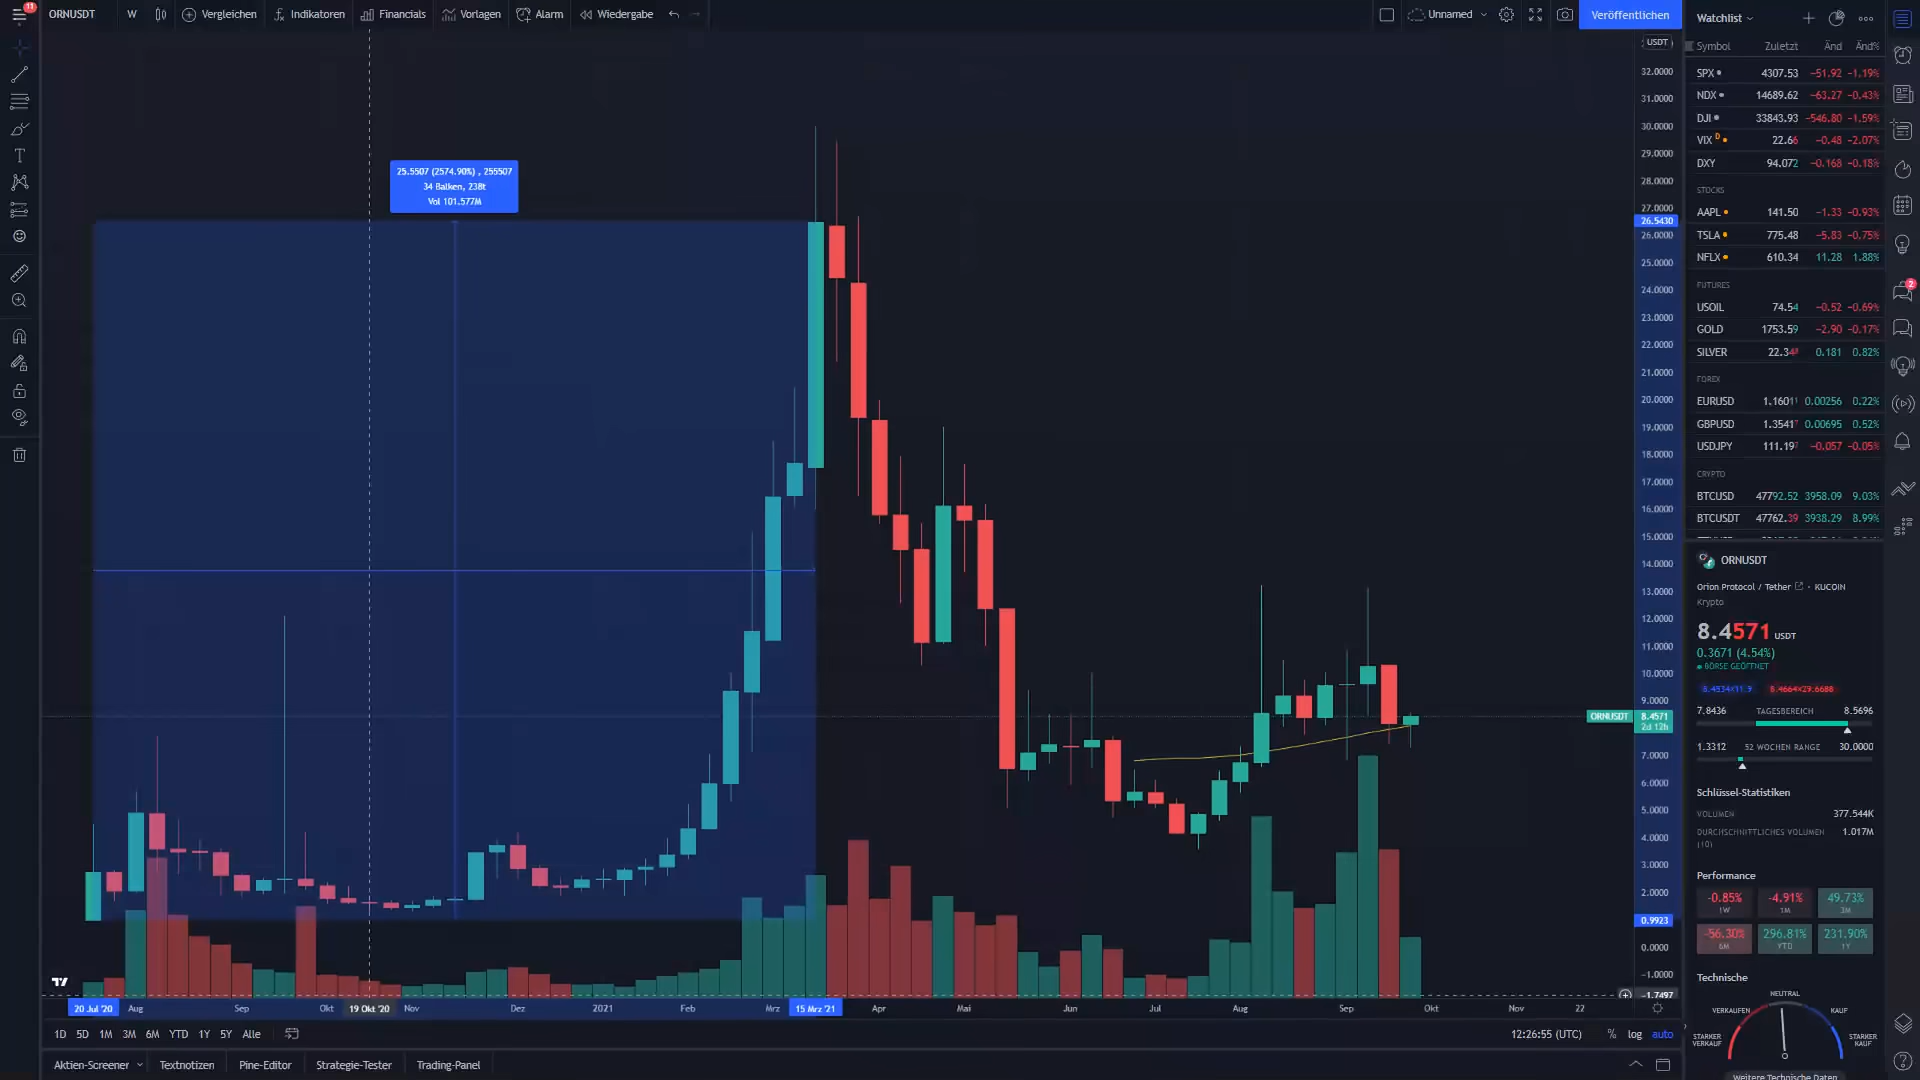 11
ORNUSDT
W
Vergleichen
Indikatoren
Financials
Vorlagen
Alarm
Wiedergabe
Unnamed
Veröffentlichen
Watchlist
USDT
Symbol Zuletzt Änd Änd%
SPX 4307.53 −51.92 −1.19%
NDX 14689.62 −63.27 −0.43%
DJI 33843.93 −546.80 −1.59%
VIX D 22.66 −0.48 −2.07%
DXY 94.072 −0.168 −0.18%
STOCKS
AAPL 141.50 −1.33 −0.93%
TSLA 775.48 −5.83 −0.75%
NFLX 610.34 11.28 1.88%
FUTURES
USOIL 74.54 −0.52 −0.69%
GOLD 1753.59 −2.90 −0.17%
SILVER 0.181 0.82%
FOREX
EURUSD 0.00256 0.22%
GBPUSD 0.00695 0.52%
USDJPY −0.057 −0.05%
CRYPTO
BTCUSD 47792.52 3958.09 9.03%
BTCUSDT 47762.39 3938.29 8.99%
2
25.5507 (2574.90%) , 255507
34 Balken, 238t
Vol 101.577M
32.0000
31.0000
30.0000
29.0000
28.0000
27.0000
26.5430
26.0000
25.0000
24.0000
23.0000
22.0000
21.0000
20.0000
19.0000
18.0000
17.0000
16.0000
15.0000
14.0000
13.0000
12.0000
11.0000
10.0000
9.0000
ORNUSDT 8.4571
2d 12h
7.0000
6.0000
5.0000
4.0000
3.0000
2.0000
0.9923
0.0000
−1.0000
−1.7497
ORNUSDT
Orion Protocol / Tether • KUCOIN
Krypto
8.4571 USDT
0.3671 (4.54%)
BÖRSE GEÖFFNET
7.8436 TAGESBEREICH 8.5696
1.3312 52 WOCHEN RANGE 30.0000
Schlüssel-Statistiken
VOLUMEN 377.544K
DURCHSCHNITTLICHES VOLUMEN 1.017M
(10)
Performance
-0.85% -4.91% 49.73%
1W 1M 3M
-56.30% 296.81% 231.90%
6M YTD 1Y
Technische
NEUTRAL
VERKAUFEN KAUF
STARKER VERKAUF
STARKER KAUF
Weitere Technische Daten
20 Jul '20 Aug Sep Okt 19 Okt '20 Nov Dez 2021 Feb Mrz 15 Mrz '21 Apr Mai Jun Jul Aug Sep Okt Nov 22
1D 5D 1M 3M 6M YTD 1Y 5Y Alle
12:26:55 (UTC) % log auto
Aktien-Screener Textnotizen Pine-Editor Strategie-Tester Trading-Panel